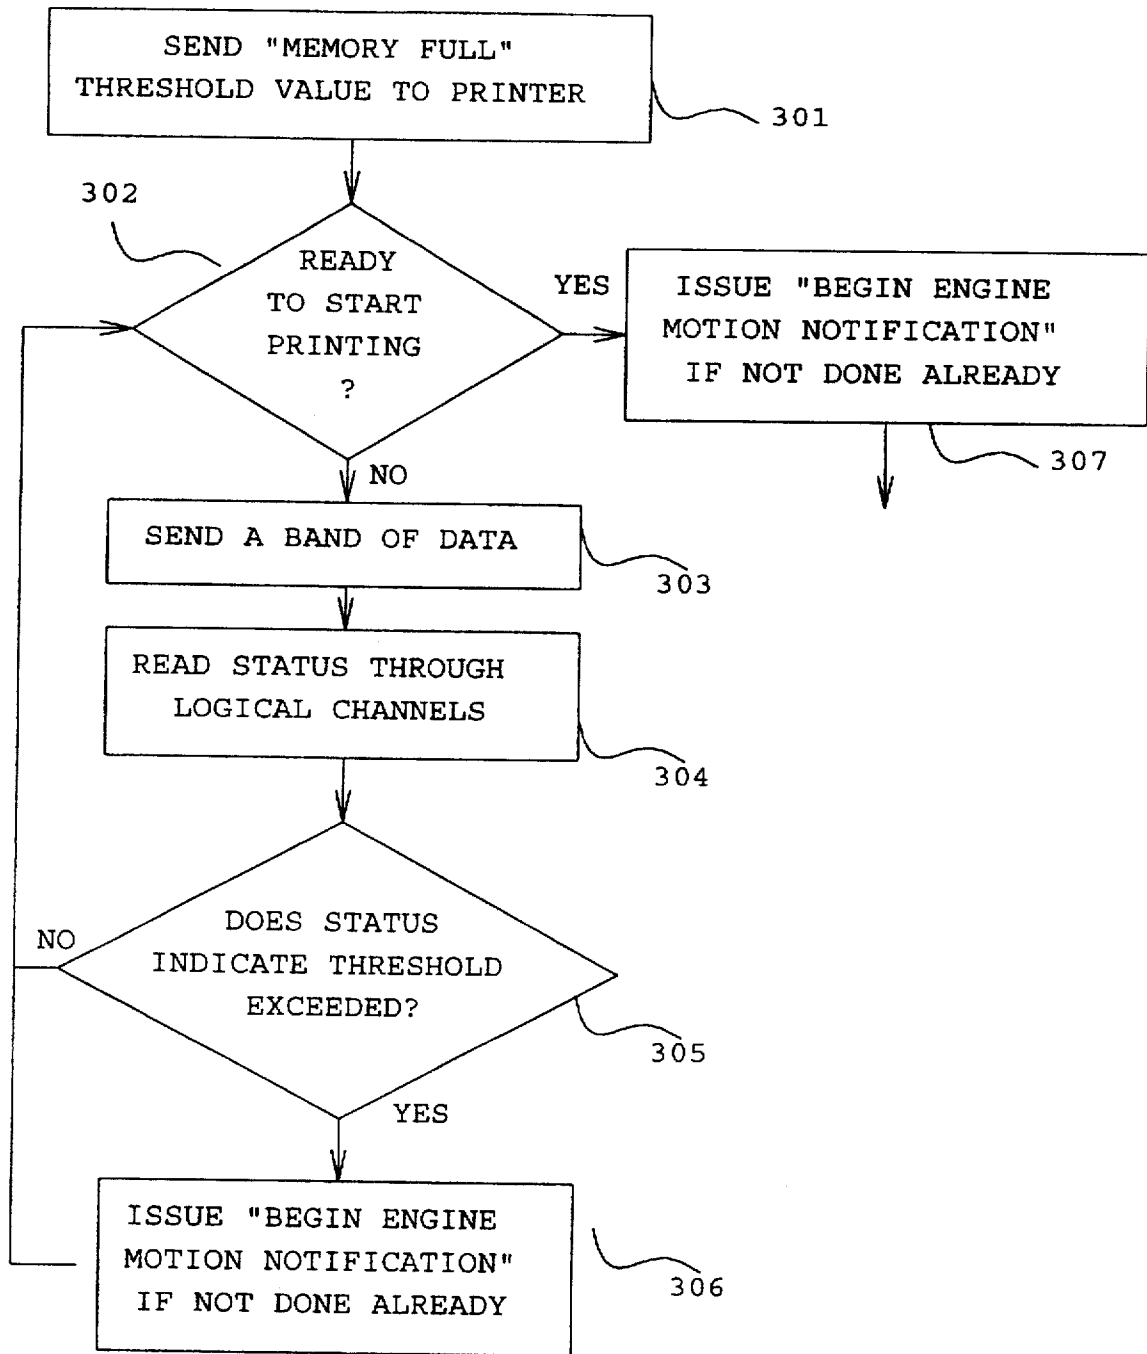 SEND "MEMORY FULL"
THRESHOLD VALUE TO PRINTER
301
302
READY
TO START
PRINTING
?
YES
ISSUE "BEGIN ENGINE
MOTION NOTIFICATION"
IF NOT DONE ALREADY
307
NO
SEND A BAND OF DATA
303
READ STATUS THROUGH
LOGICAL CHANNELS
304
DOES STATUS
INDICATE THRESHOLD
EXCEEDED?
NO
305
YES
ISSUE "BEGIN ENGINE
MOTION NOTIFICATION"
IF NOT DONE ALREADY
306